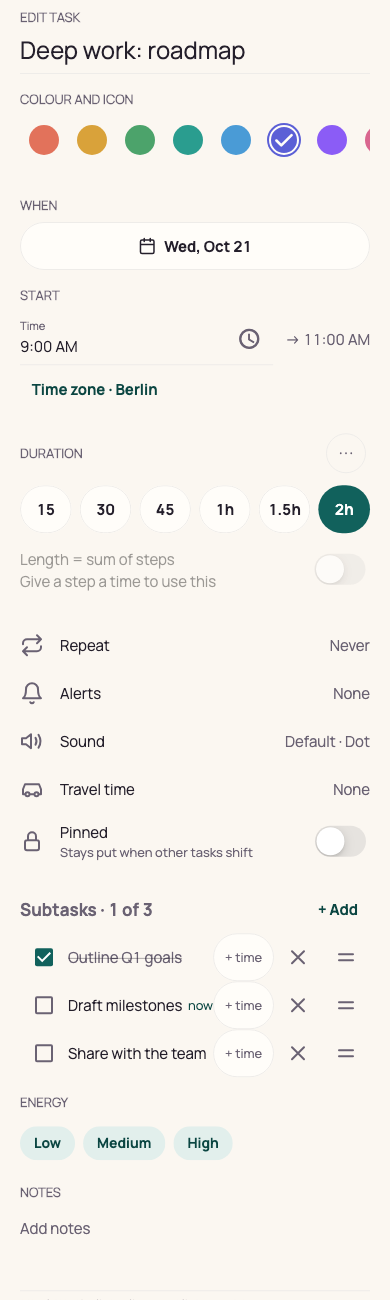 EDIT TASK
Deep work: roadmap
COLOUR AND ICON
WHEN
Wed, Oct 21
START
Time
9:00 AM
→ 11:00 AM
Time zone · Berlin
DURATION
...
15 30 45 1h 1.5h 2h
Length = sum of steps
Give a step a time to use this
Repeat Never
Alerts None
Sound Default · Dot
Travel time None
Pinned
Stays put when other tasks shift
Subtasks · 1 of 3 + Add
Outline Q1 goals + time
Draft milestones now + time
Share with the team + time
ENERGY
Low Medium High
NOTES
Add notes